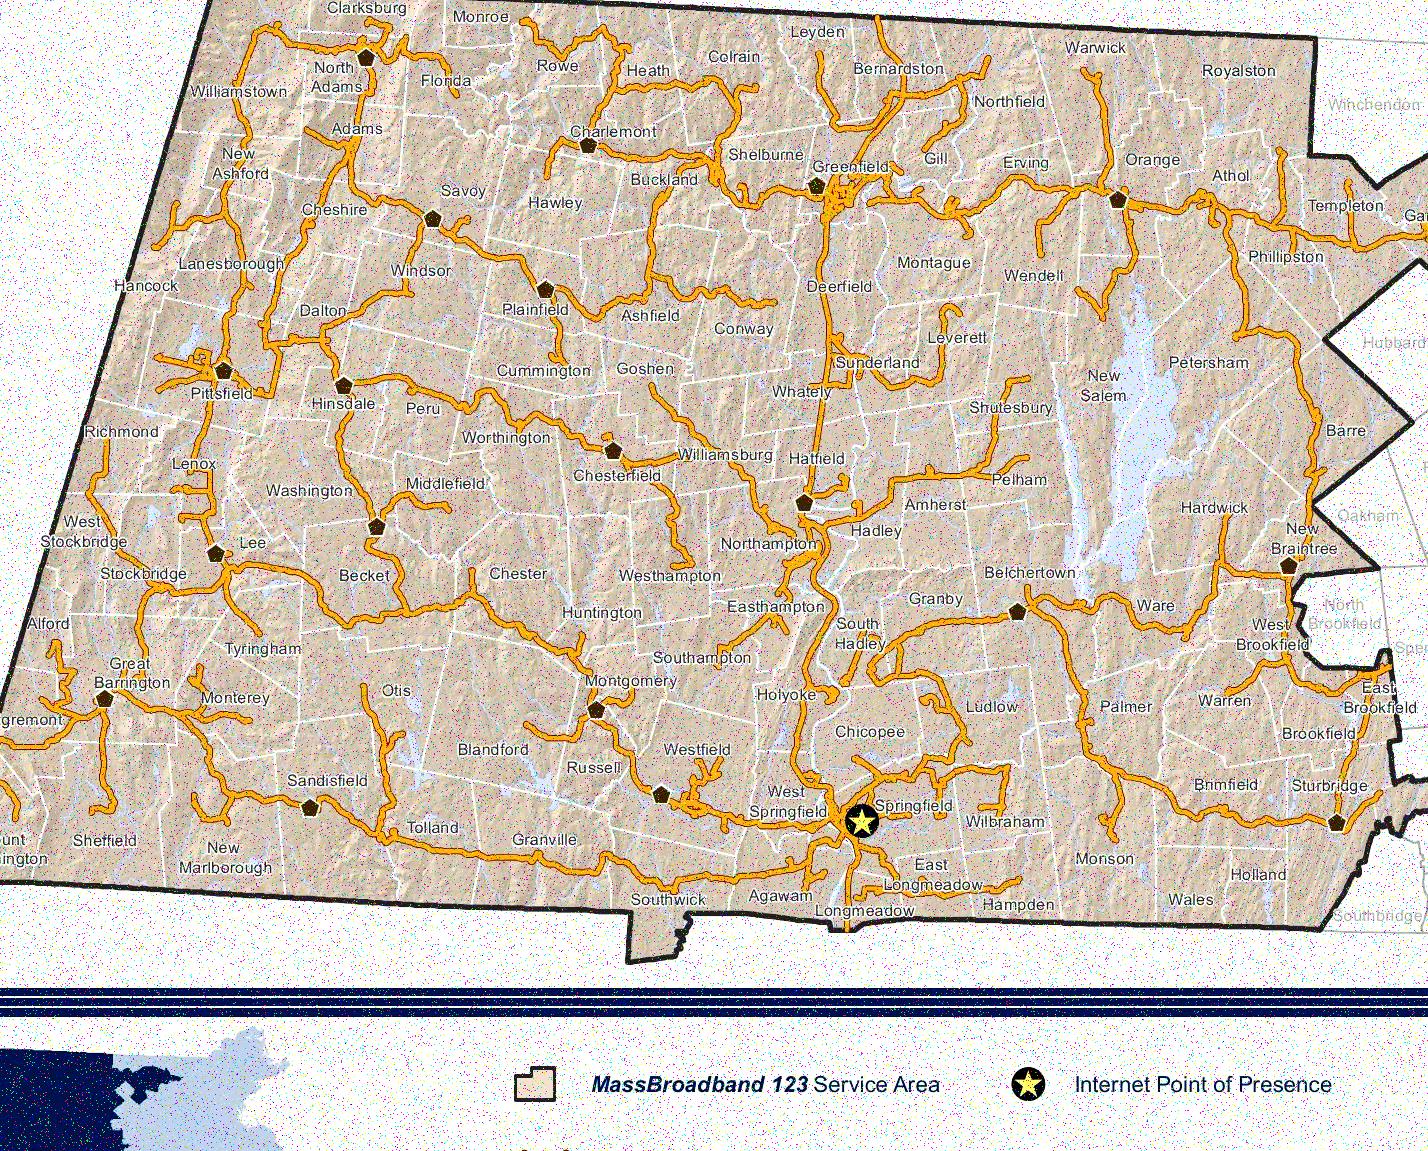 Clarksburg
Monroe
Leyden
Warwick
Rowe
Heath
Colrain
Bernardston
Royalston
North
Adams
Florida
Williamstown
Northfield
Winchendon
Adams
Charlemont
New
Ashford
Shelburne
Greenfield
Gill
Erving
Orange
Athol
Savoy
Buckland
Hawley
Cheshire
Templeton
Ga
Lanesborough
Windsor
Montague
Wendell
Phillipston
Hancock
Deerfield
Dalton
Plainfield
Ashfield
Conway
Leverett
Hubbard
Cummington
Goshen
Sunderland
Petersham
New
Salem
Pittsfield
Hinsdale
Peru
Whately
Shutesbury
Richmond
Worthington
Barre
Lenox
Chesterfield
Williamsburg
Hatfield
Washington
Middlefield
Pelham
Amherst
Hardwick
West
Stockbridge
Oakham
Lee
Northampton
Hadley
New
Braintree
Stockbridge
Becket
Chester
Westhampton
Belchertown
Huntington
Easthampton
Granby
Ware
North
Brookfield
Alford
South
Hadley
West
Brookfield
Tyringham
Southampton
Spen
Great
Barrington
Montgomery
Monterey
Otis
Holyoke
Ludlow
Palmer
Warren
East
Brookfield
gremont
Chicopee
Brookfield
Blandford
Westfield
Russell
Sandisfield
West
Springfield
Springfield
Brimfield
Sturbridge
Wilbraham
Tolland
Sheffield
ount
ington
New
Marlborough
Granville
East
Longmeadow
Monson
Holland
Southwick
Agawam
Longmeadow
Hampden
Wales
Southbridge
MassBroadband 123 Service Area
Internet Point of Presence